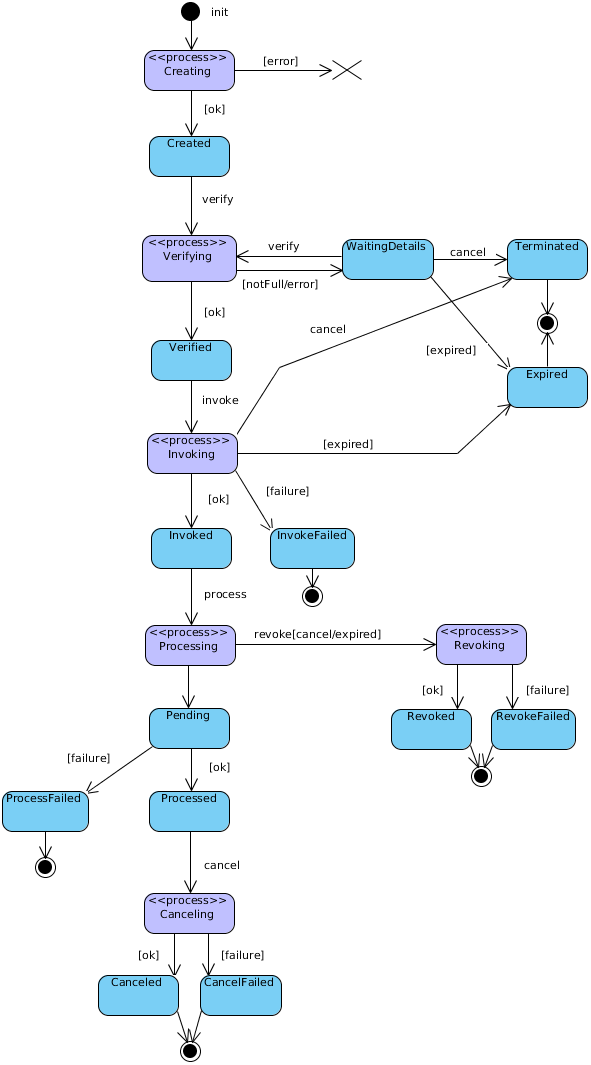 init
<<process>>
Creating
[error]
[ok]
Created
verify
<<process>>
Verifying
verify
[notFull/error]
WaitingDetails
cancel
Terminated
[ok]
cancel
[expired]
Verified
Expired
invoke
<<process>>
Invoking
[expired]
[ok]
[failure]
Invoked
InvokeFailed
process
<<process>>
Processing
revoke[cancel/expired]
<<process>>
Revoking
[ok]
[failure]
Pending
Revoked
RevokeFailed
[failure]
[ok]
ProcessFailed
Processed
cancel
<<process>>
Canceling
[ok]
[failure]
Canceled
CancelFailed